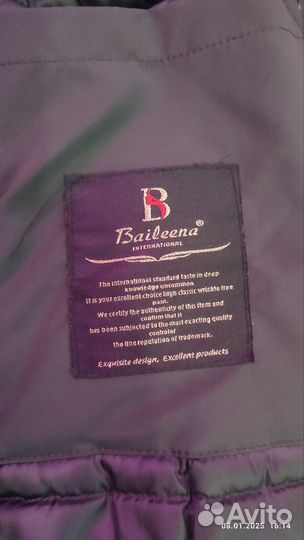 B
Baileena®
INTERNATIONAL
The international standard taste in deep
knowledge uncommon
It is your excellent choice high classic wrinkle free
pant.
We certify the authenticity of this item and
confirm that it
has been subjected to the most exacting quality
controlof
the line reputation of trademark.
Exquisite design, Excellent products
Avito
08.01.2025 16:14